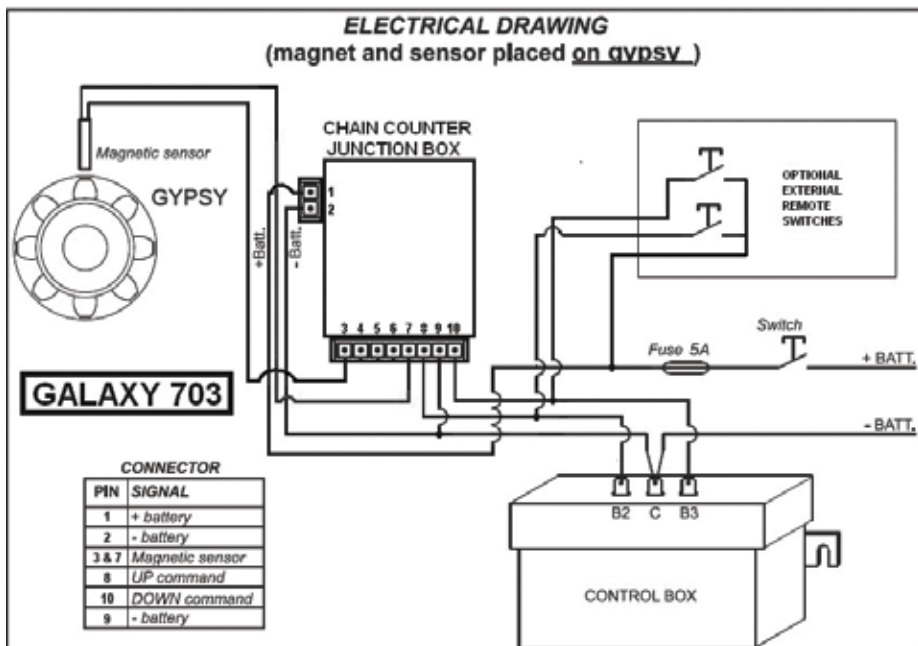 ELECTRICAL DRAWING
(magnet and sensor placed on gypsy )
Magnetic sensor
GYPSY
CHAIN COUNTER
JUNCTION BOX
1
2
+Batt.
- Batt.
3 4 5 6 7 8 9 10
OPTIONAL
EXTERNAL
REMOTE
SWITCHES
Fuse 5A
Switch
+ BATT.
- BATT.
GALAXY 703
CONNECTOR
PIN SIGNAL
1 + battery
2 - battery
3 & 7 Magnetic sensor
8 UP command
10 DOWN command
9 - battery
B2 C B3
CONTROL BOX